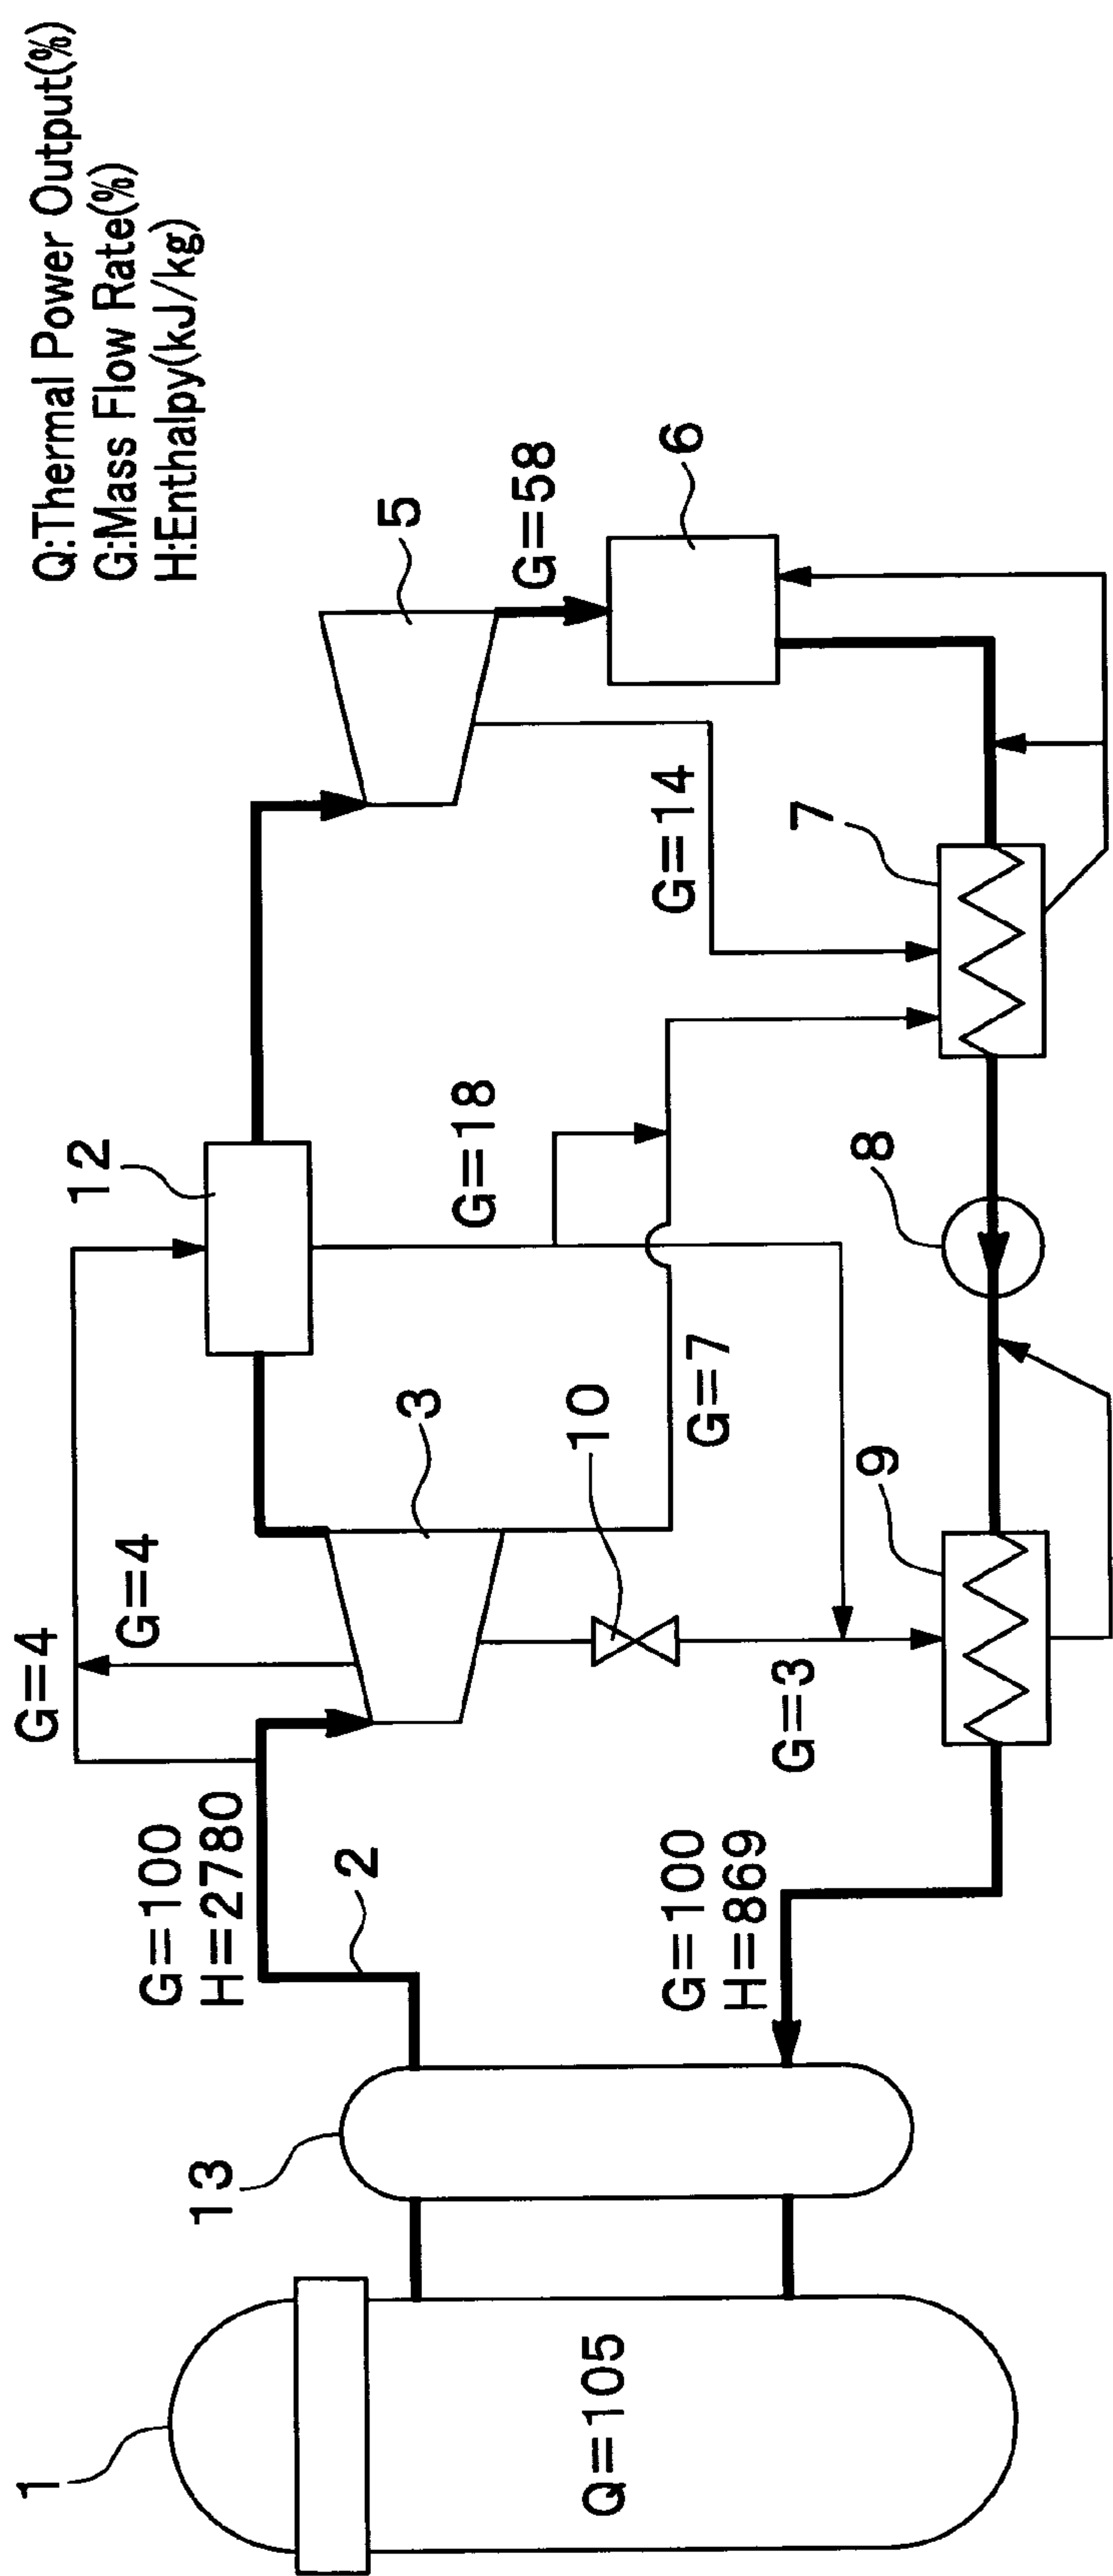 Q:Thermal Power Output(%)
G:Mass Flow Rate(%)
H:Enthalpy(kJ/kg)
1
Q=105
13
2
G=100
H=2780
G=4
G=4
3
12
5
G=58
6
G=18
G=14
7
G=7
10
8
9
G=3
G=100
H=869